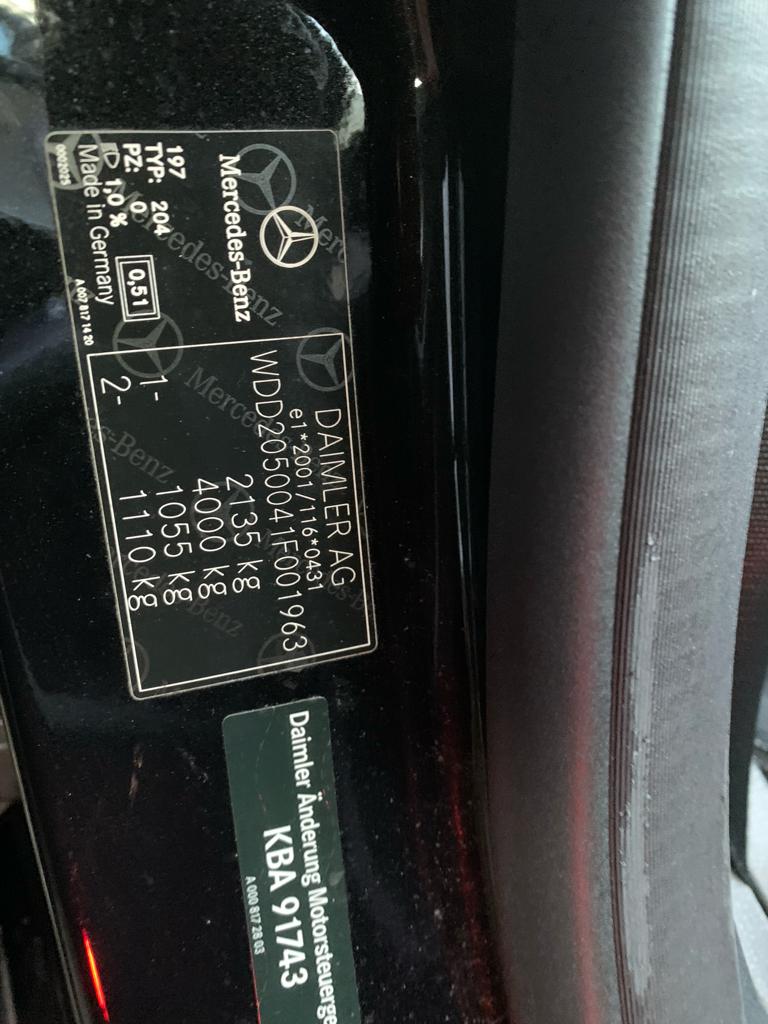 Mercedes-Benz
197
TYP: 204
PZ: 0
1,0 %
Made in Germany
0002025
0,51
A 007 817 14 20
DAIMLER AG
e1*2001/116*0431
WDD2050041F001963
2135 kg
4000 kg
1- 1055 kg
2- 1110 kg
Daimler Änderung
KBA 91743
A 000 817 28 03